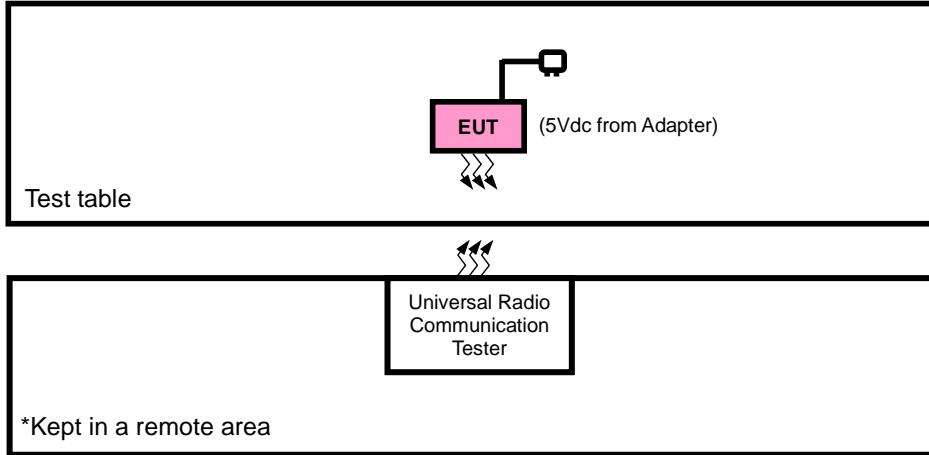 EUT
(5Vdc from Adapter)
Test table
Universal Radio
Communication
Tester
*Kept in a remote area